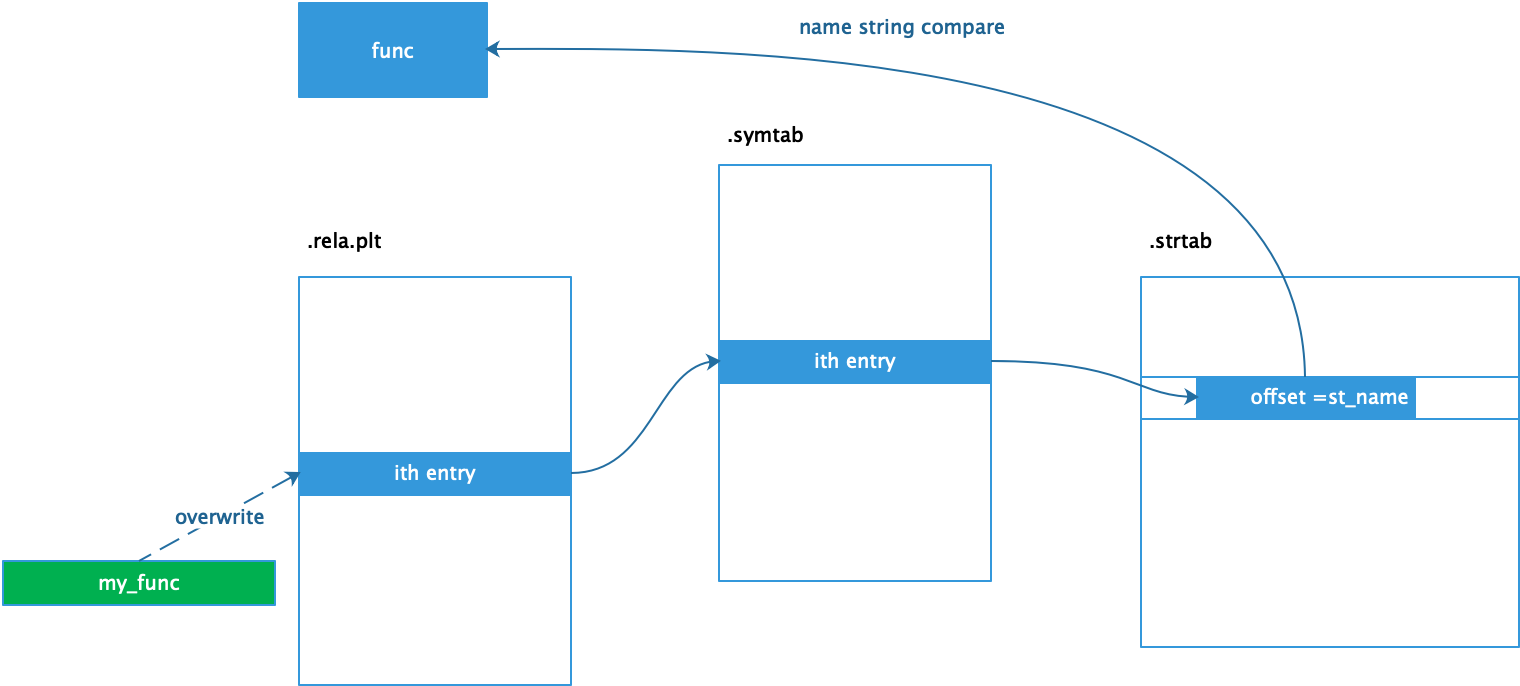 func
name string compare
.symtab
.rela.plt
.strtab
ith entry
offset =st_name
ith entry
overwrite
my_func